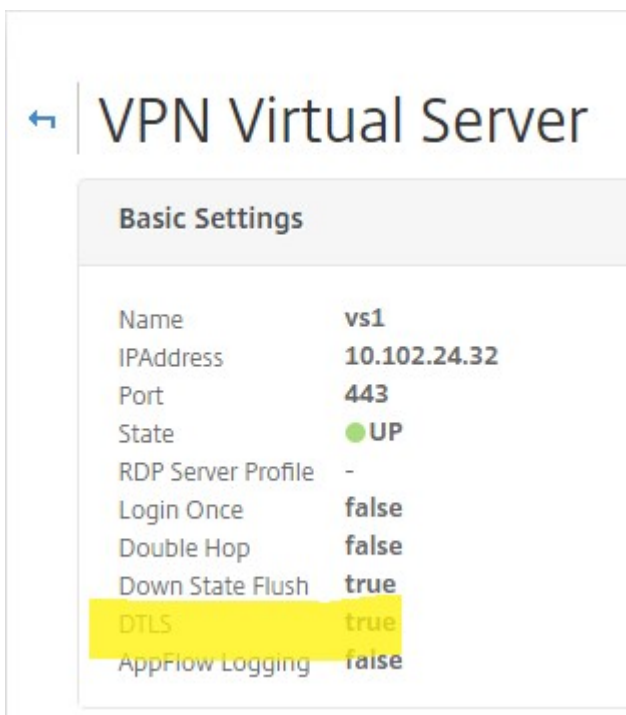 VPN Virtual Server
Basic Settings
Name vs1
IPAddress 10.102.24.32
Port 443
State UP
RDP Server Profile -
Login Once false
Double Hop false
Down State Flush true
DTLS true
AppFlow Logging false